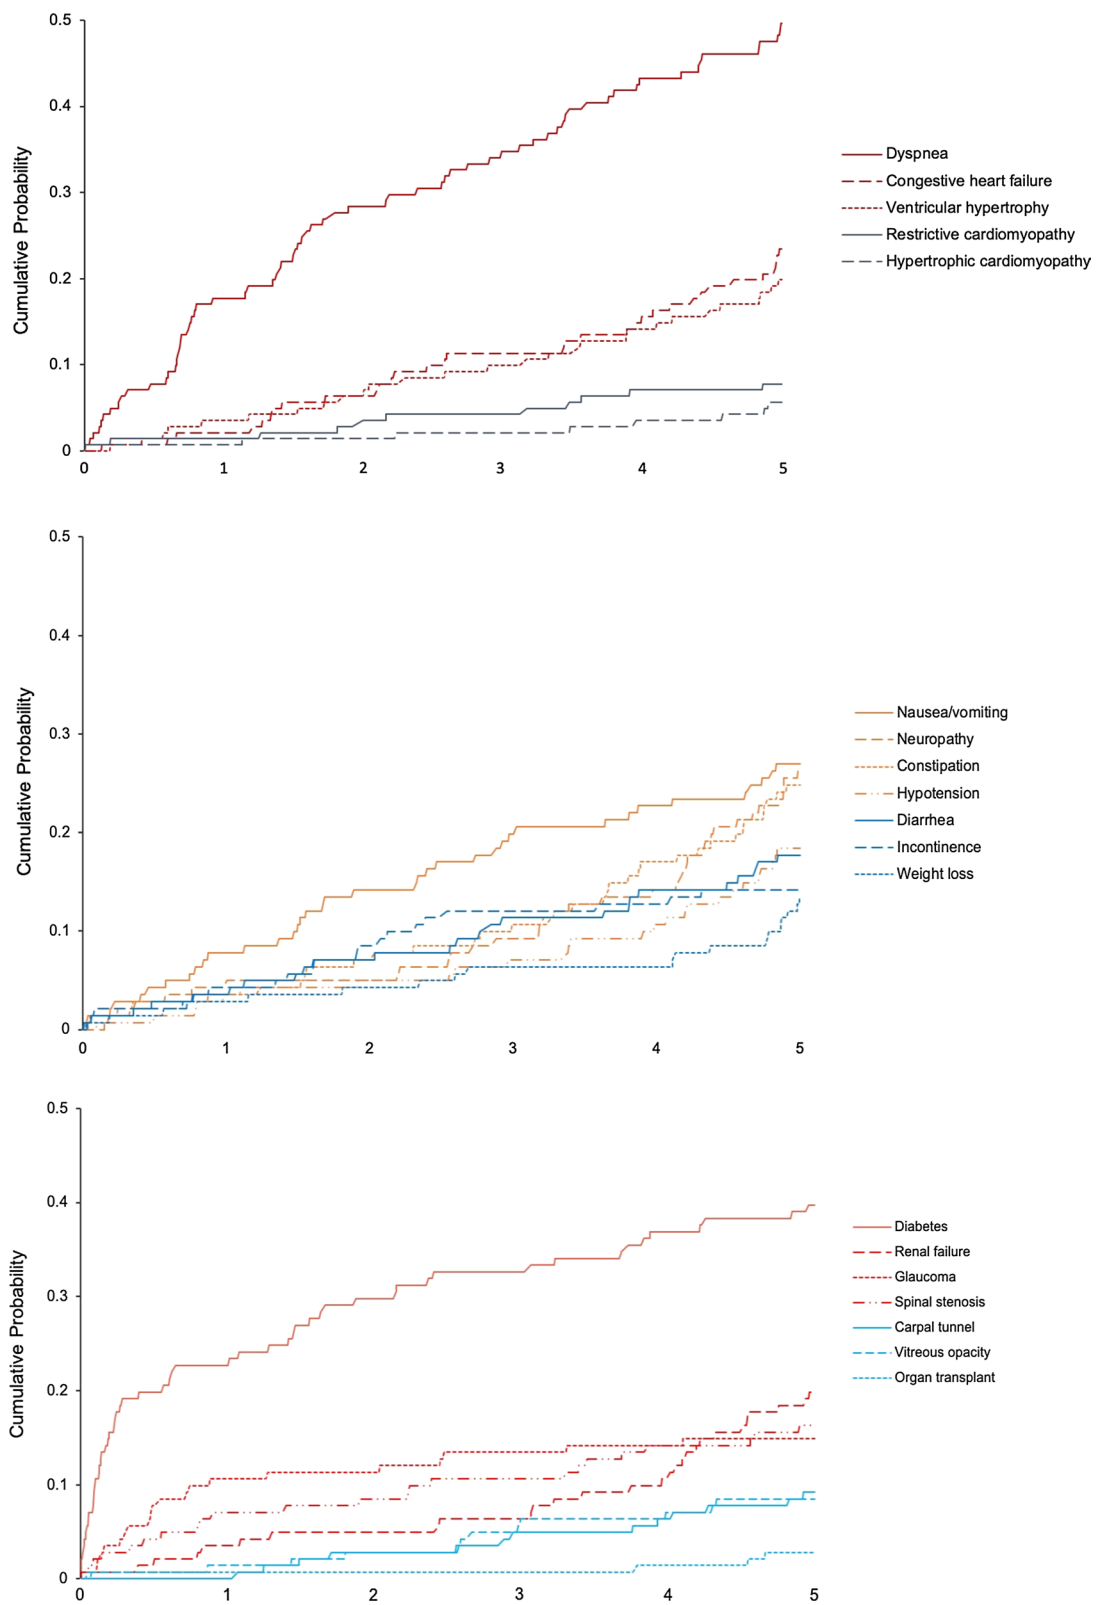 0.5
0.4
0.3
0.2
0.1
0
Cumulative Probability
0 1 2 3 4 5
Dyspnea
Congestive heart failure
Ventricular hypertrophy
Restrictive cardiomyopathy
Hypertrophic cardiomyopathy
0.5
0.4
0.3
0.2
0.1
0
Cumulative Probability
0 1 2 3 4 5
Nausea/vomiting
Neuropathy
Constipation
Hypotension
Diarrhea
Incontinence
Weight loss
0.5
0.4
0.3
0.2
0.1
0
Cumulative Probability
0 1 2 3 4 5
Diabetes
Renal failure
Glaucoma
Spinal stenosis
Carpal tunnel
Vitreous opacity
Organ transplant